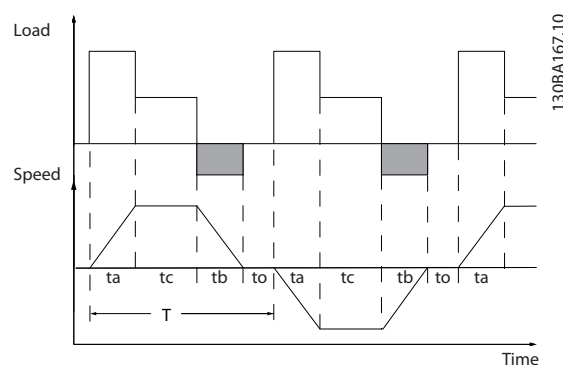 Load
130BA167.10
Speed
ta tc tb to ta tc tb to ta
T
Time